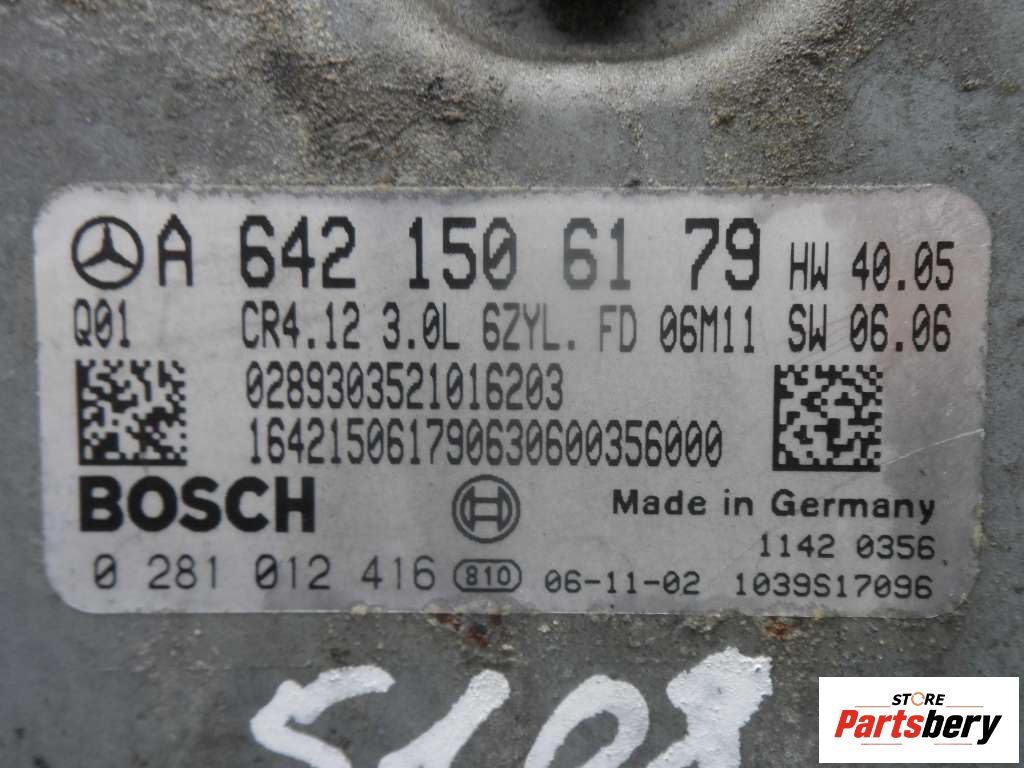 A 642 150 61 79 HW 40.05
Q01 CR4.12 3.0L 6ZYL. FD 06M11 SW 06.06
0289303521016203
164215061790630600356000
BOSCH Made in Germany
1142 0356
0 281 012 416 810 06-11-02 1039S17096
STORE
Partsbery